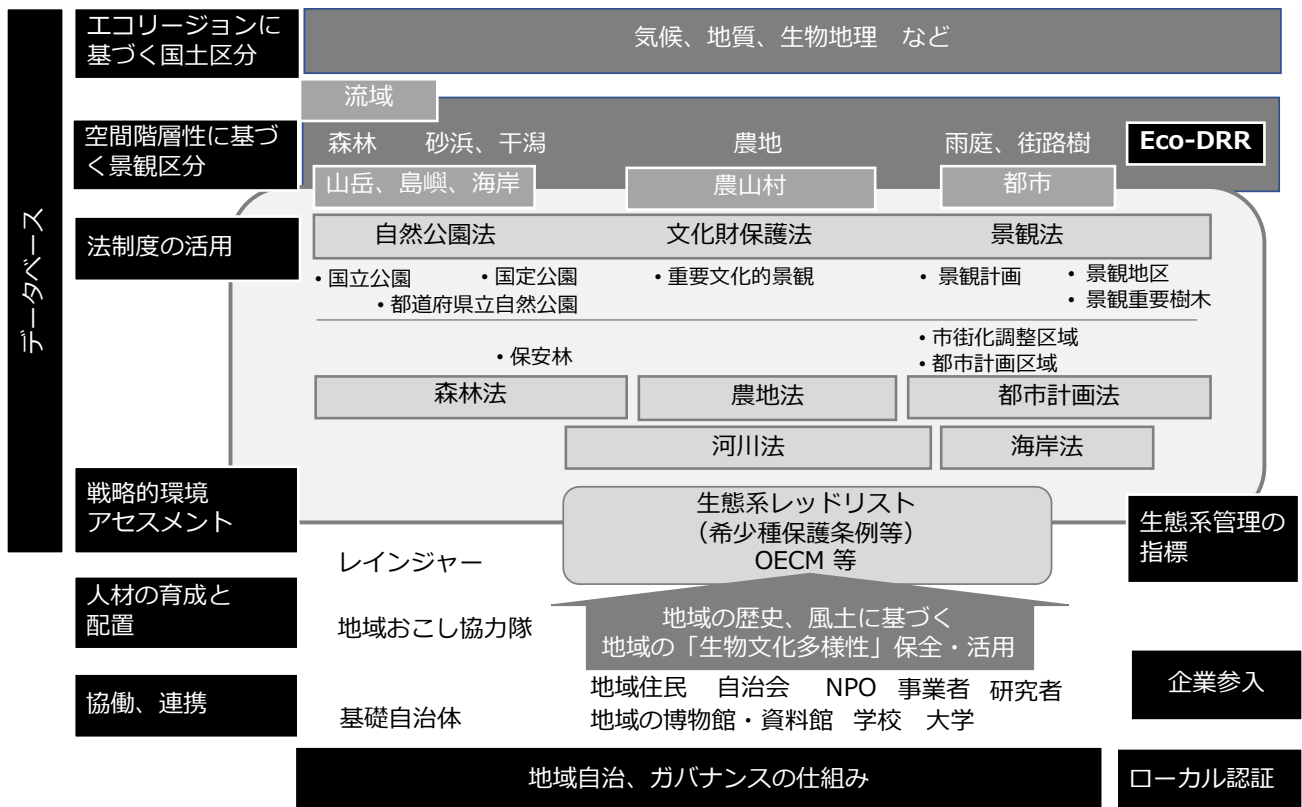 エコリージョンに
基づく国土区分
気候、地質、生物地理　など
流域
空間階層性に基づ
く景観区分
森林　砂浜、干潟
農地
雨庭、街路樹
Eco-DRR
山岳、島嶼、海岸
農山村
都市
データベース
法制度の活用
自然公園法
文化財保護法
景観法
・国立公園
・国定公園
・都道府県立自然公園
・重要文化的景観
・景観計画
・景観地区
・景観重要樹木
・保安林
・市街化調整区域
・都市計画区域
森林法
農地法
都市計画法
河川法
海岸法
戦略的環境
アセスメント
生態系レッドリスト
（希少種保護条例等）
OECM 等
生態系管理の
指標
レインジャー
人材の育成と
配置
地域おこし協力隊
地域の歴史、風土に基づく
地域の「生物文化多様性」保全・活用
協働、連携
基礎自治体
地域住民　自治会　NPO　事業者　研究者
地域の博物館・資料館　学校　大学
企業参入
地域自治、ガバナンスの仕組み
ローカル認証